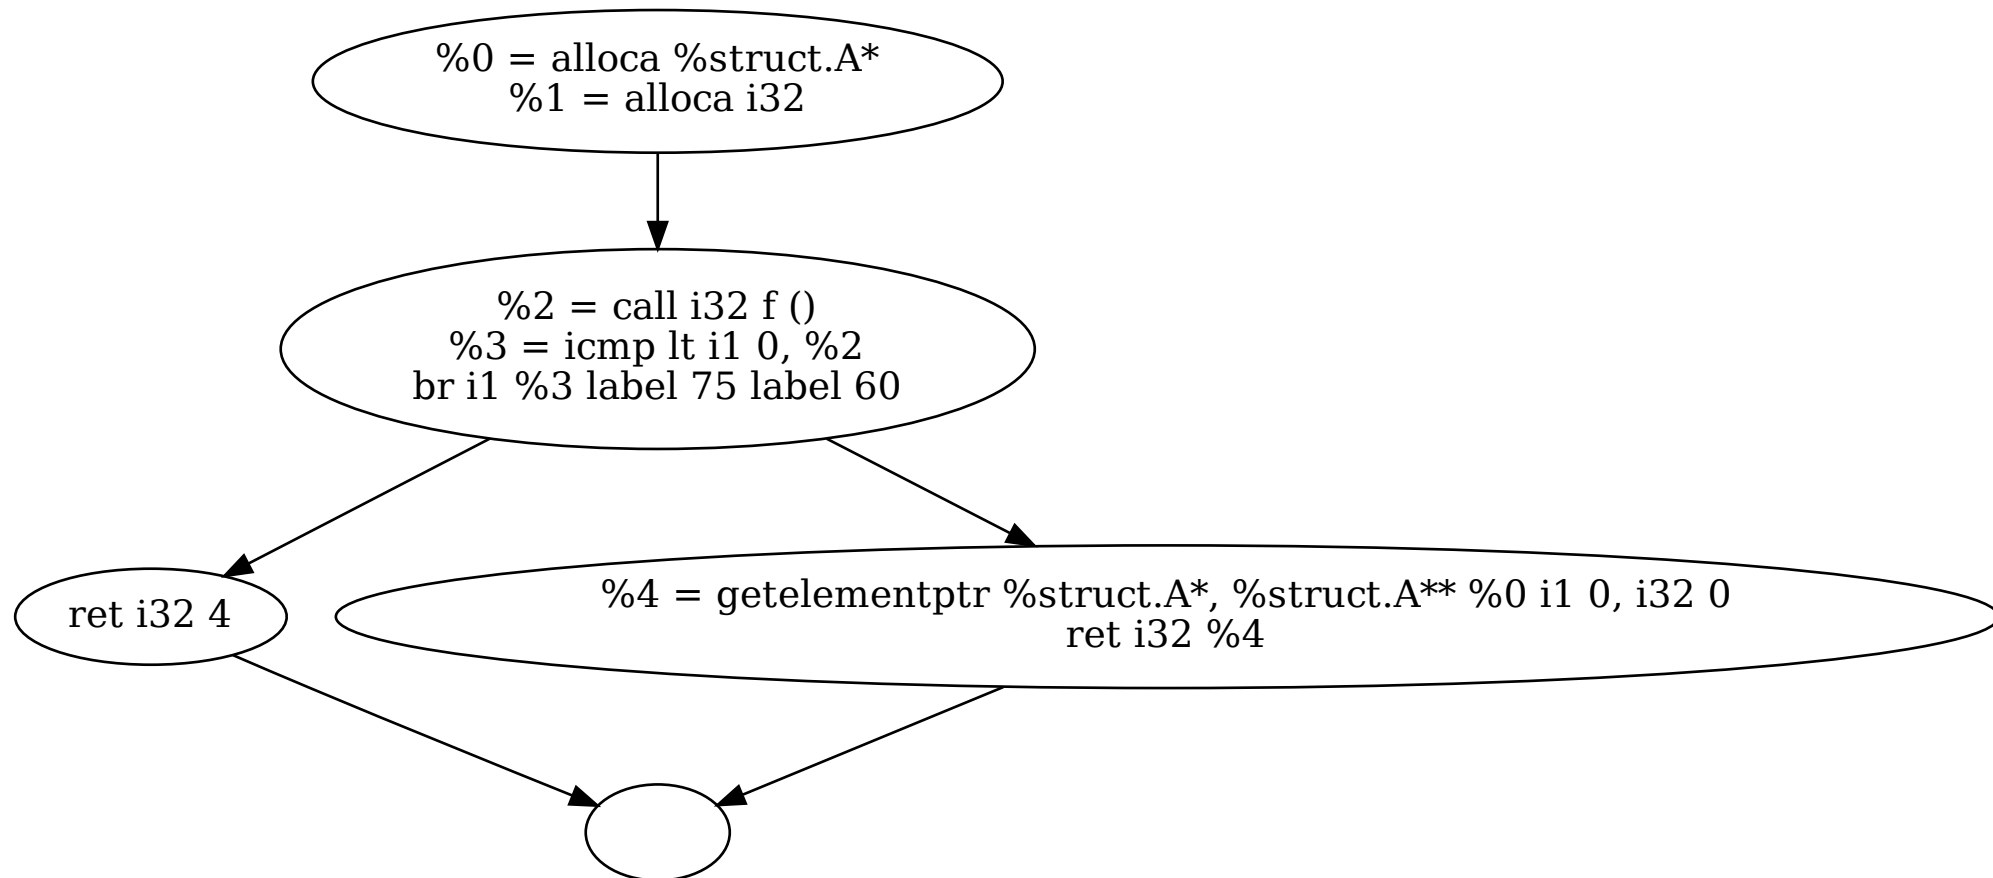 %0 = alloca %struct.A*
%1 = alloca i32
%2 = call i32 f ()
%3 = icmp lt i1 0, %2
br i1 %3 label 75 label 60
ret i32 4
%4 = getelementptr %struct.A*, %struct.A** %0 i1 0, i32 0
ret i32 %4